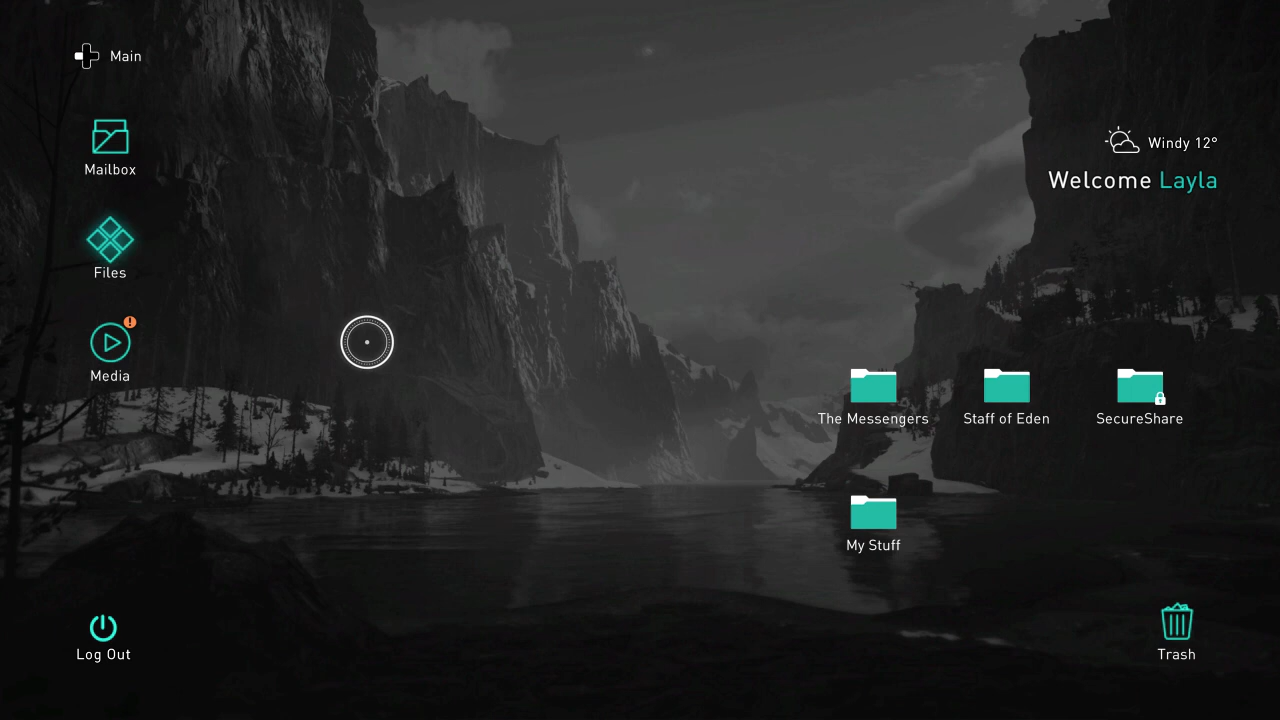 Main
Mailbox
Files
Media
Log Out
Windy 12°
Welcome Layla
The Messengers
Staff of Eden
SecureShare
My Stuff
Trash